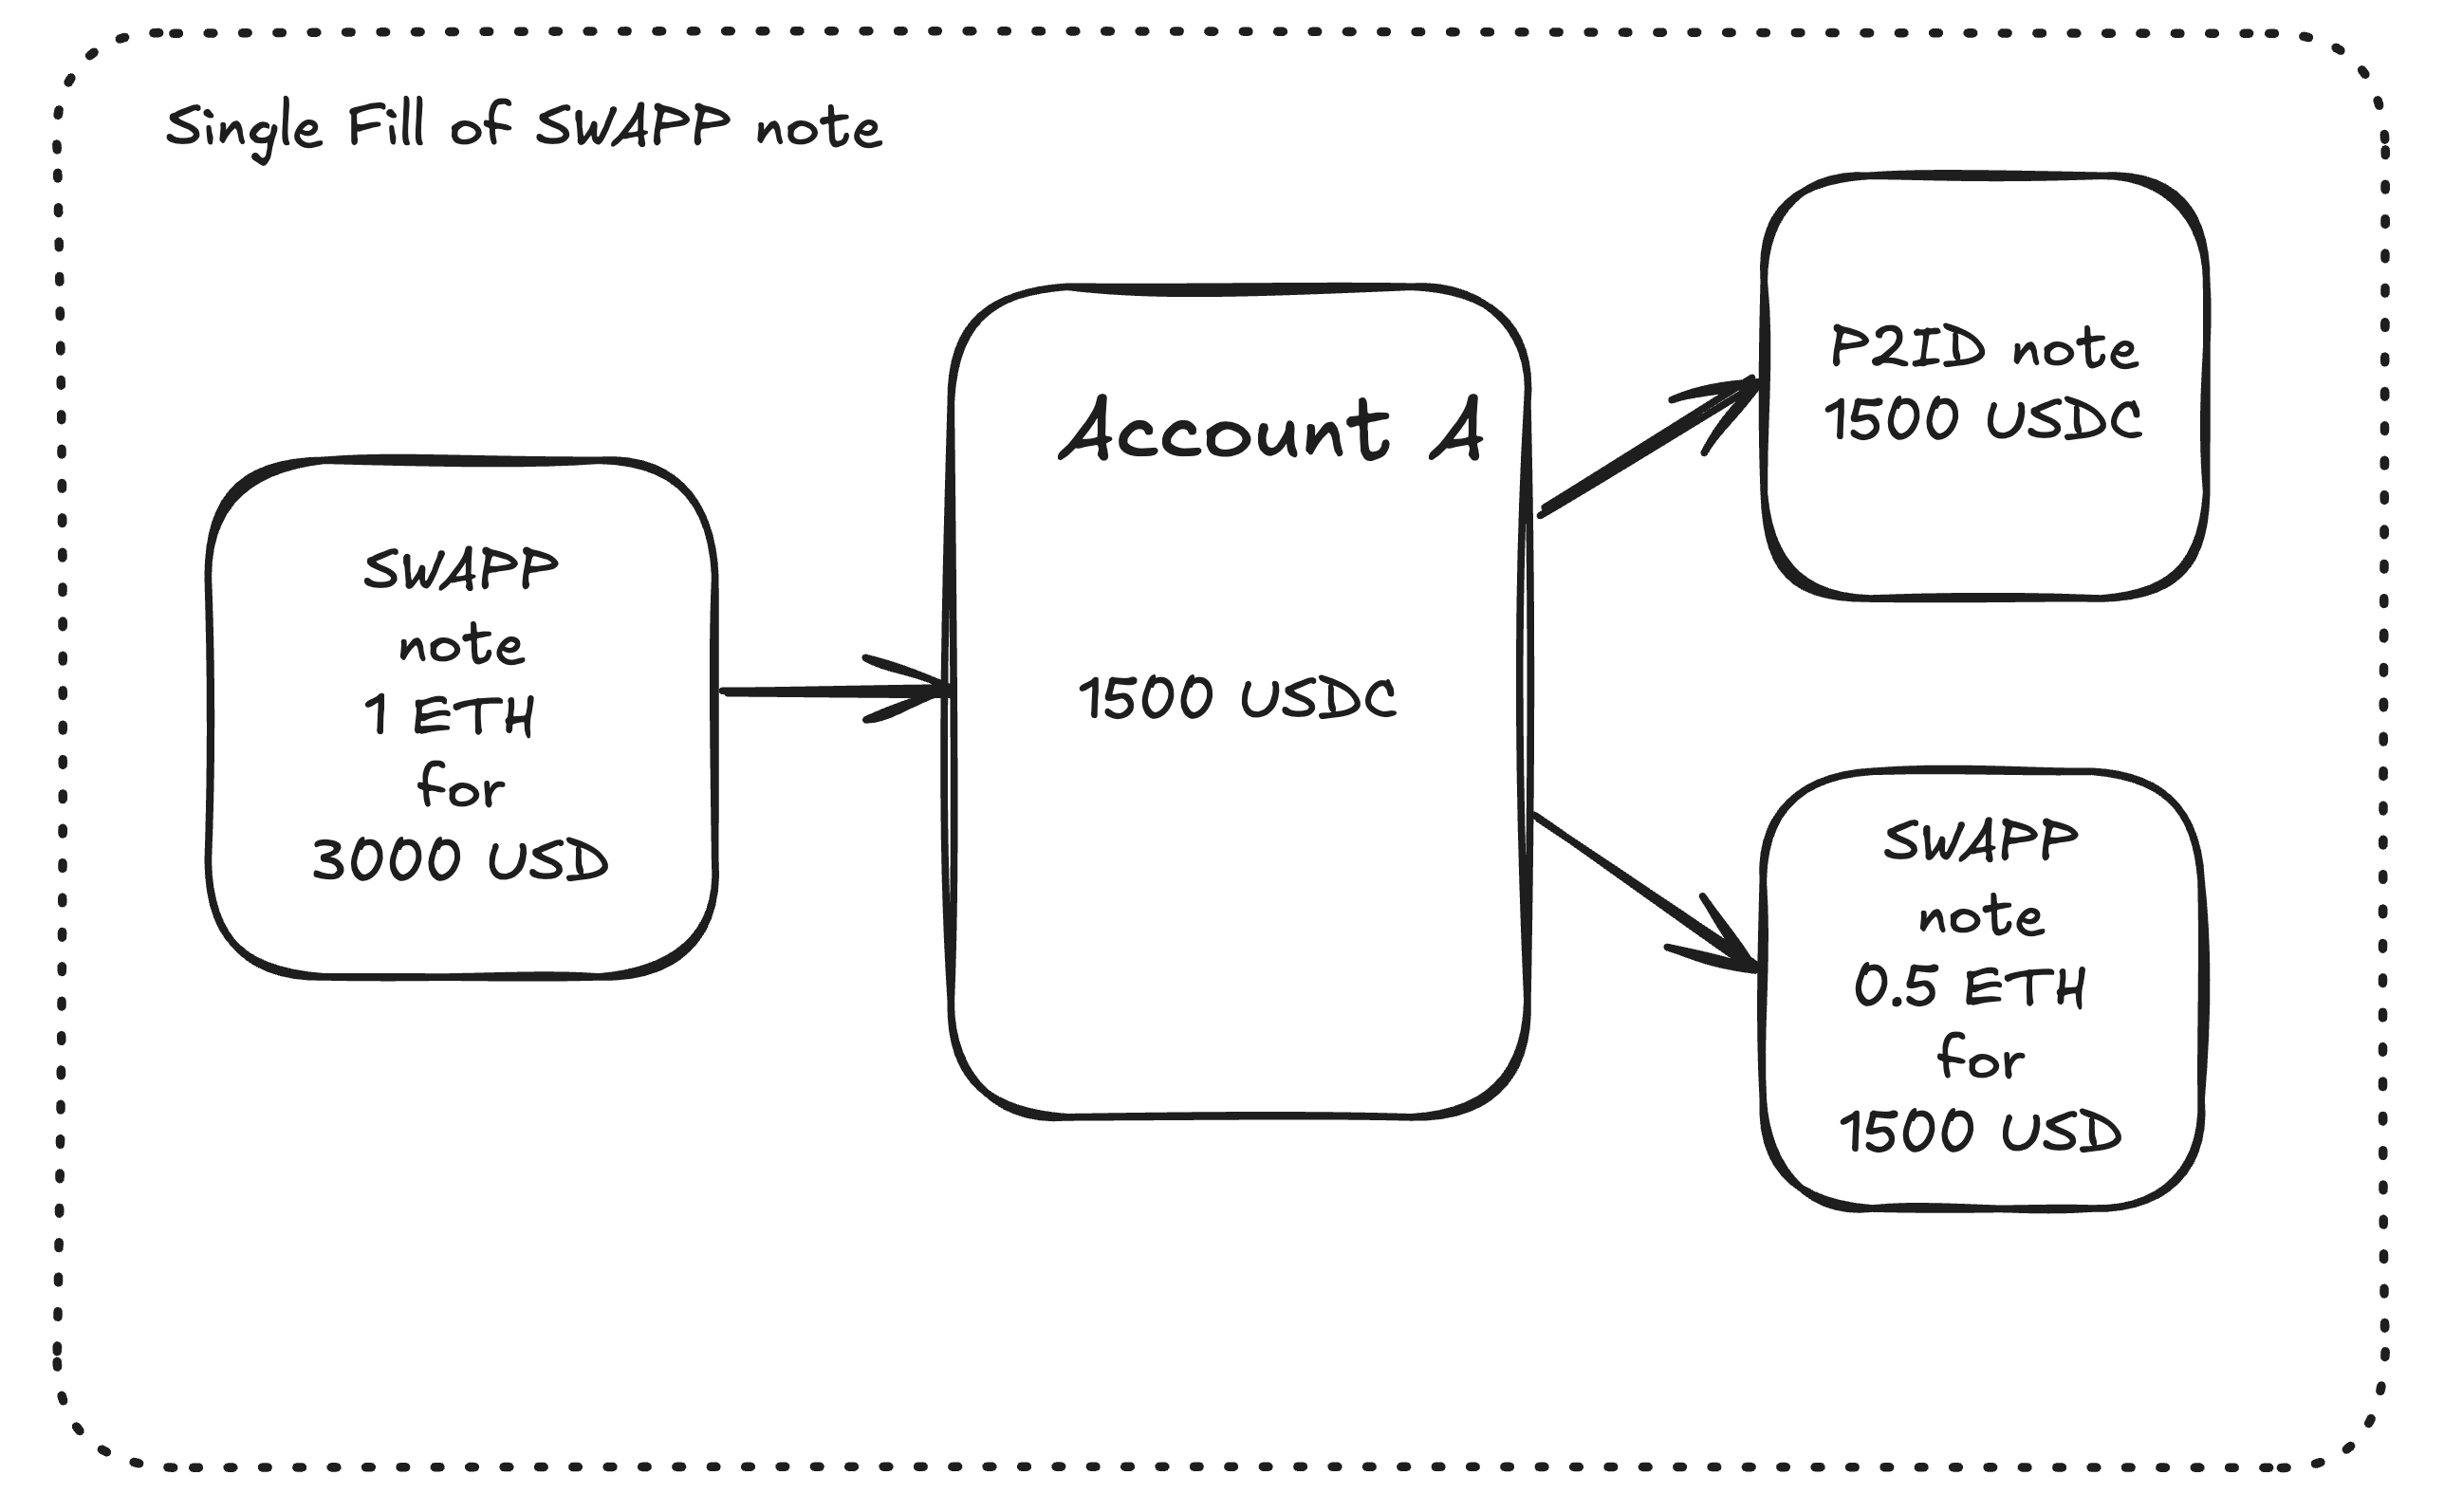 Single Fill of SWAPP note
SWAPP
note
1 ETH
for
3000 USD
Account A
1500 USDC
P2ID note
1500 USDC
SWAPP
note
0.5 ETH
for
1500 USD